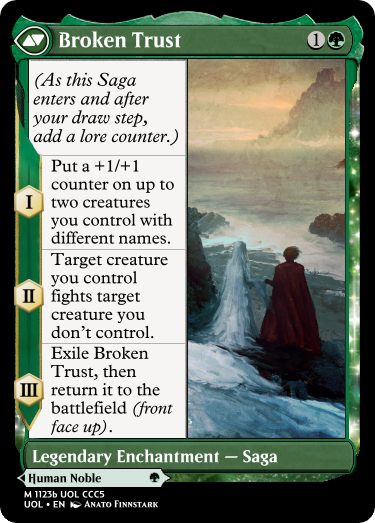 Broken Trust
1
(As this Saga
enters and after
your draw step,
add a lore counter.)
I
Put a +1/+1
counter on up to
two creatures
you control with
different names.
II
Target creature
you control
fights target
creature
you don't control.
III
Exile Broken
Trust, then
return it to the
battlefield (front
face up).
Legendary Enchantment — Saga
Human Noble
M 1123b UOL CCC5
UOL • EN Anato Finnstark